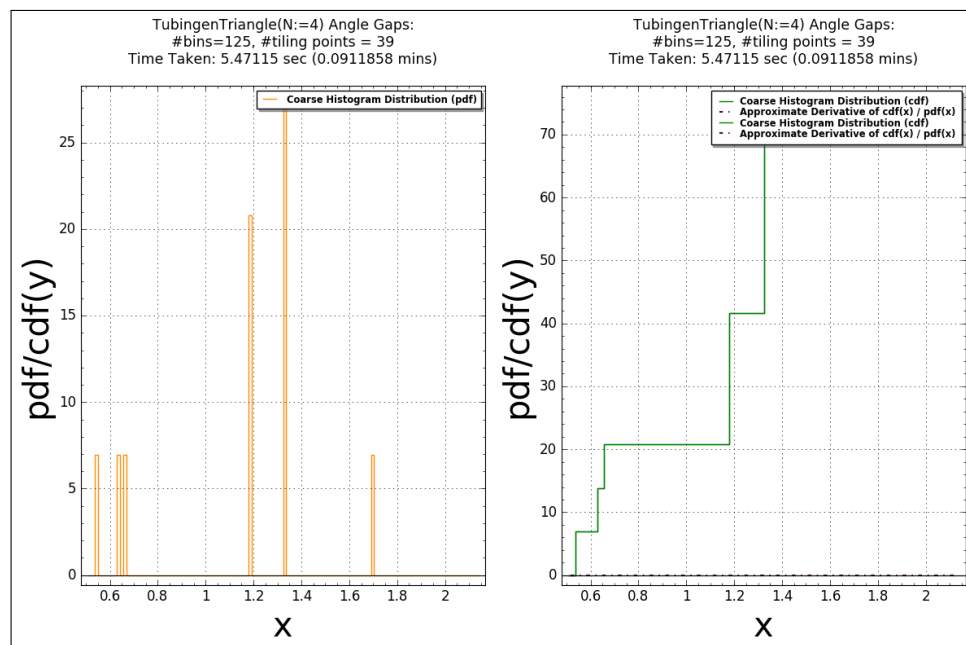 TubingenTriangle(N:=4) Angle Gaps:
#bins=125, #tiling points = 39
Time Taken: 5.47115 sec (0.0911858 mins)
Coarse Histogram Distribution (pdf)
25
20
15
10
5
0
0.6 0.8 1 1.2 1.4 1.6 1.8 2
pdf/cdf(y)
x
TubingenTriangle(N:=4) Angle Gaps:
#bins=125, #tiling points = 39
Time Taken: 5.47115 sec (0.0911858 mins)
Coarse Histogram Distribution (cdf)
Approximate Derivative of cdf(x) / pdf(x)
Coarse Histogram Distribution (cdf)
Approximate Derivative of cdf(x) / pdf(x)
70
60
50
40
30
20
10
0
0.6 0.8 1 1.2 1.4 1.6 1.8 2
pdf/cdf(y)
x